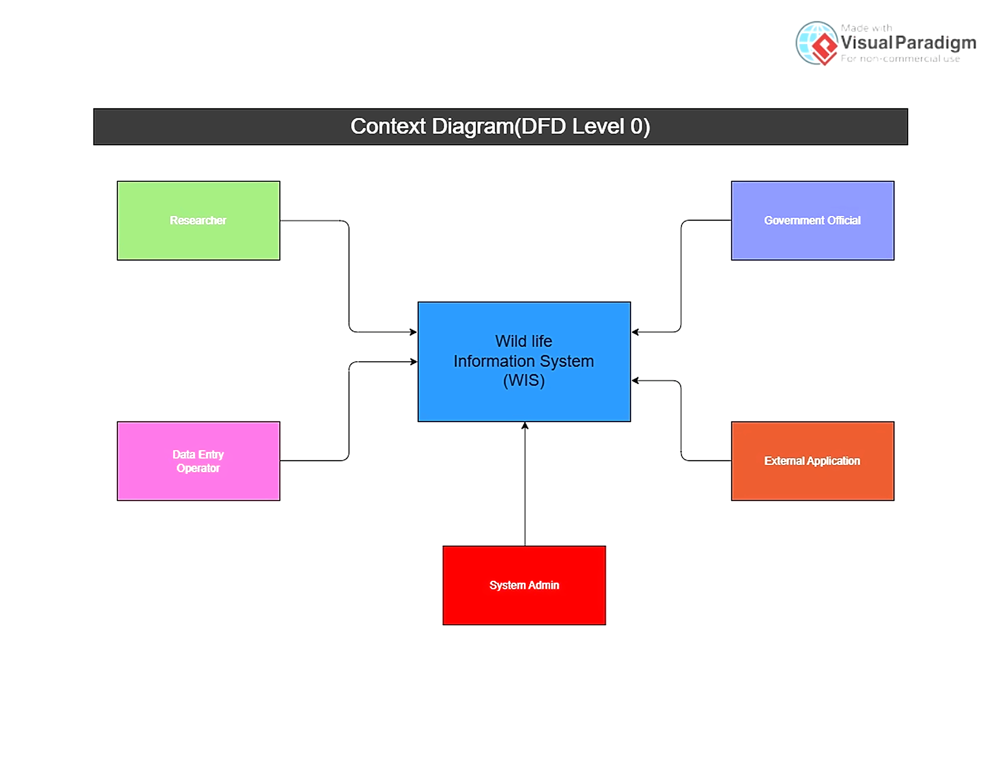 Made with
Visual Paradigm
For non-commercial use
Context Diagram(DFD Level 0)
Researcher
Government Official
Wild life
Information System
(WIS)
Data Entry
Operator
External Application
System Admin